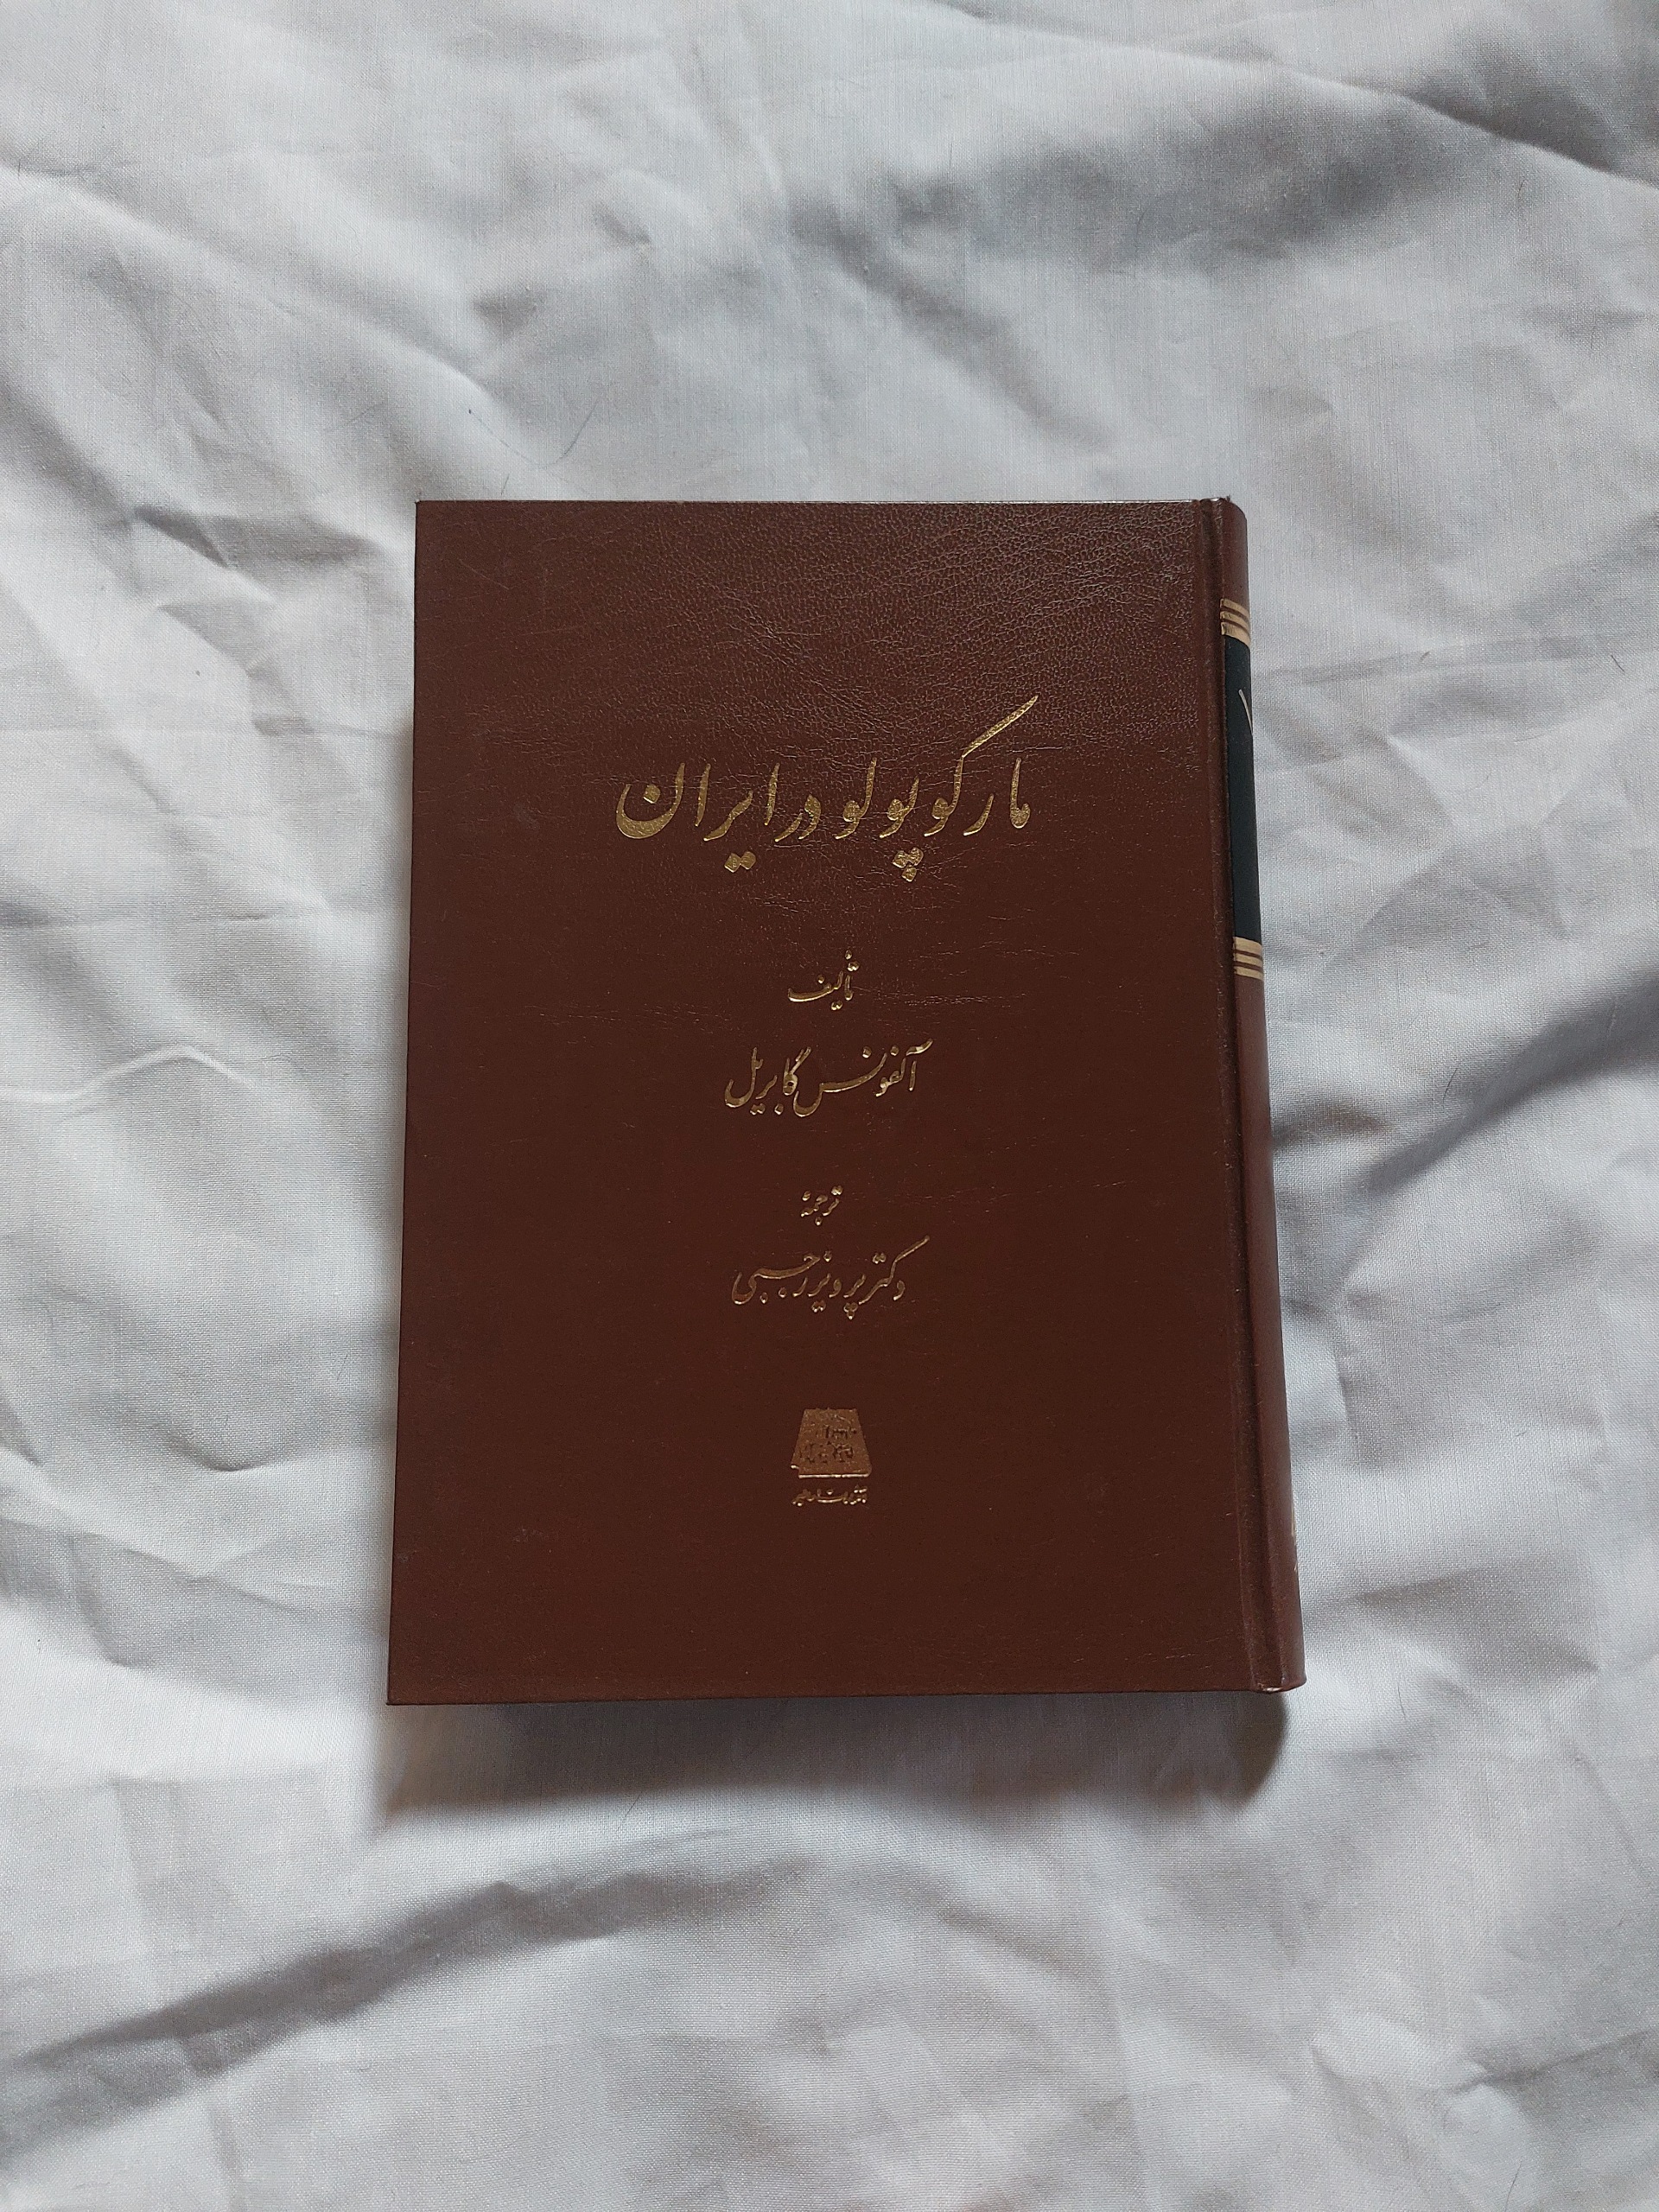 مارکوپولو در ایران
تألیف
آلفونس گابریل
ترجمهٔ
دکتر پرویز رجبی